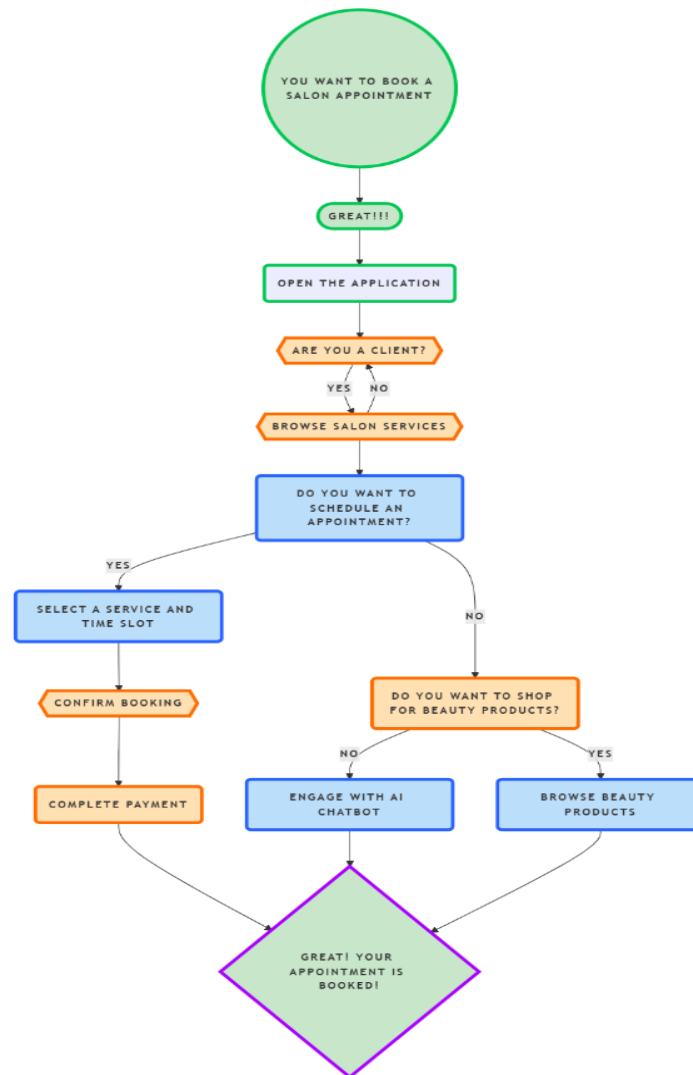 YOU WANT TO BOOK A
SALON APPOINTMENT
GREAT!!!
OPEN THE APPLICATION
ARE YOU A CLIENT?
YES
NO
BROWSE SALON SERVICES
DO YOU WANT TO
SCHEDULE AN
APPOINTMENT?
YES
SELECT A SERVICE AND
TIME SLOT
NO
CONFIRM BOOKING
DO YOU WANT TO SHOP
FOR BEAUTY PRODUCTS?
NO
YES
COMPLETE PAYMENT
ENGAGE WITH AI
CHATBOT
BROWSE BEAUTY
PRODUCTS
GREAT! YOUR
APPOINTMENT IS
BOOKED!